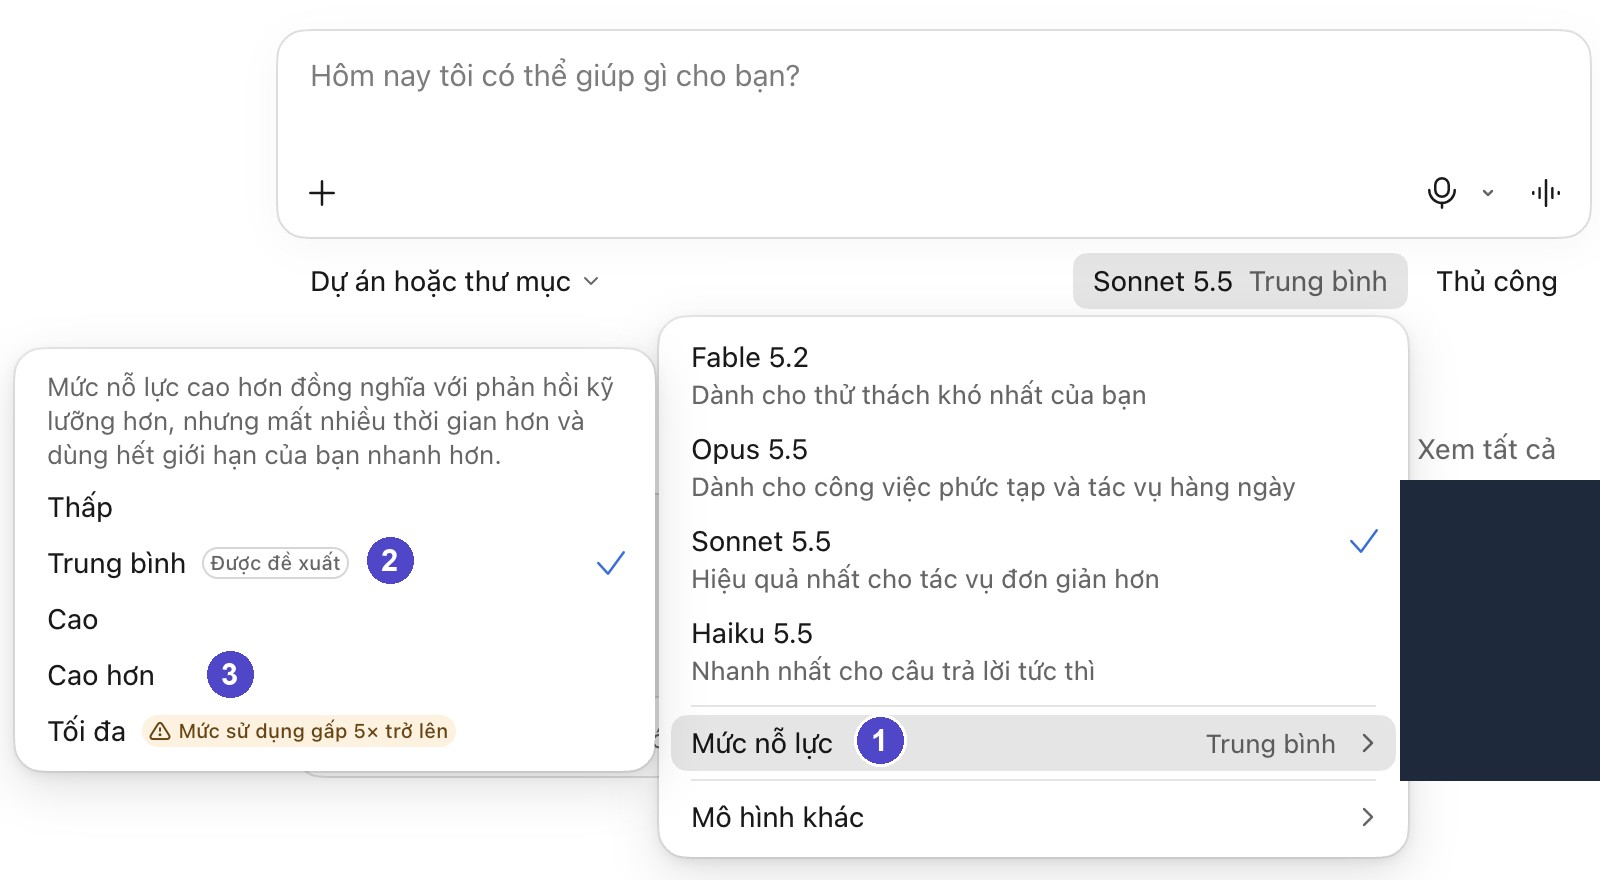 Hôm nay tôi có thể giúp gì cho bạn?
Dự án hoặc thư mục
Sonnet 5.5 Trung bình
Thủ công
Mức nỗ lực cao hơn đồng nghĩa với phản hồi kỹ
lưỡng hơn, nhưng mất nhiều thời gian hơn và
dùng hết giới hạn của bạn nhanh hơn.
Thấp
Trung bình Được đề xuất 2
Cao
Cao hơn 3
Tối đa Mức sử dụng gấp 5× trở lên
Fable 5.2
Dành cho thử thách khó nhất của bạn
Opus 5.5
Dành cho công việc phức tạp và tác vụ hàng ngày
Sonnet 5.5
Hiệu quả nhất cho tác vụ đơn giản hơn
Haiku 5.5
Nhanh nhất cho câu trả lời tức thì
Mức nỗ lực 1 Trung bình
Mô hình khác
Xem tất cả